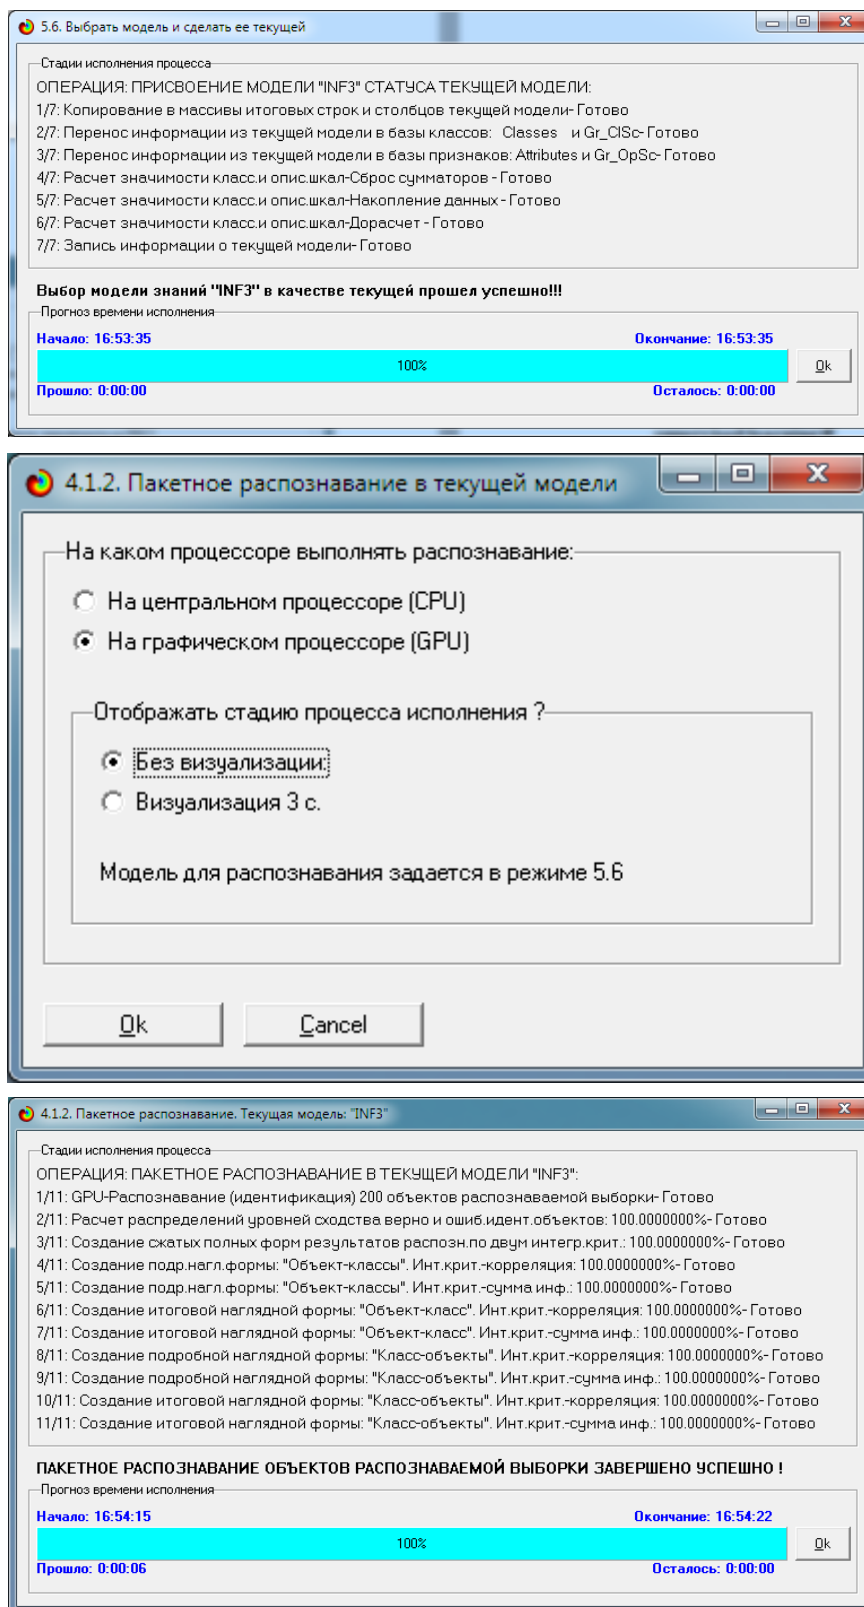 5.6. Выбрать модель и сделать ее текущей
Стадии исполнения процесса
ОПЕРАЦИЯ: ПРИСВОЕНИЕ МОДЕЛИ "INF3" СТАТУСА ТЕКУЩЕЙ МОДЕЛИ:
1/7: Копирование в массивы итоговых строк и столбцов текущей модели- Готово
2/7: Перенос информации из текущей модели в базы классов: Classes и Gr_ClSc- Готово
3/7: Перенос информации из текущей модели в базы признаков: Attributes и Gr_OpSc- Готово
4/7: Расчет значимости класс.и опис.шкал-Сброс сумматоров - Готово
5/7: Расчет значимости класс.и опис.шкал-Накопление данных - Готово
6/7: Расчет значимости класс.и опис.шкал-Дорасчет - Готово
7/7: Запись информации о текущей модели- Готово
Выбор модели знаний "INF3" в качестве текущей прошел успешно!!!
Прогноз времени исполнения
Начало: 16:53:35 Окончание: 16:53:35
100% Ok
Прошло: 0:00:00 Осталось: 0:00:00
4.1.2. Пакетное распознавание в текущей модели
На каком процессоре выполнять распознавание:
На центральном процессоре (CPU)
На графическом процессоре (GPU)
Отображать стадию процесса исполнения ?
Без визуализации:
Визуализация 3 с.
Модель для распознавания задается в режиме 5.6
Ok Cancel
4.1.2. Пакетное распознавание. Текущая модель: "INF3"
Стадии исполнения процесса
ОПЕРАЦИЯ: ПАКЕТНОЕ РАСПОЗНАВАНИЕ В ТЕКУЩЕЙ МОДЕЛИ "INF3":
1/11: GPU-Распознавание (идентификация) 200 объектов распознаваемой выборки- Готово
2/11: Расчет распределений уровней сходства верно и ошиб.идент.объектов: 100.0000000%- Готово
3/11: Создание сжатых полных форм результатов распозн.по двум интегр.крит.: 100.0000000%- Готово
4/11: Создание подр.нагл.формы: "Объект-классы". Инт.крит.-корреляция: 100.0000000%- Готово
5/11: Создание подр.нагл.формы: "Объект-классы". Инт.крит.-сумма инф.: 100.0000000%- Готово
6/11: Создание итоговой наглядной формы: "Объект-класс". Инт.крит.-корреляция: 100.0000000%- Готово
7/11: Создание итоговой наглядной формы: "Объект-класс". Инт.крит.-сумма инф.: 100.0000000%- Готово
8/11: Создание подробной наглядной формы: "Класс-объекты". Инт.крит.-корреляция: 100.0000000%- Готово
9/11: Создание подробной наглядной формы: "Класс-объекты". Инт.крит.-сумма инф.: 100.0000000%- Готово
10/11: Создание итоговой наглядной формы: "Класс-объекты". Инт.крит.-корреляция: 100.0000000%- Готово
11/11: Создание итоговой наглядной формы: "Класс-объекты". Инт.крит.-сумма инф.: 100.0000000%- Готово
ПАКЕТНОЕ РАСПОЗНАВАНИЕ ОБЪЕКТОВ РАСПОЗНАВАЕМОЙ ВЫБОРКИ ЗАВЕРШЕНО УСПЕШНО !
Прогноз времени исполнения
Начало: 16:54:15 Окончание: 16:54:22
100% Ok
Прошло: 0:00:06 Осталось: 0:00:00